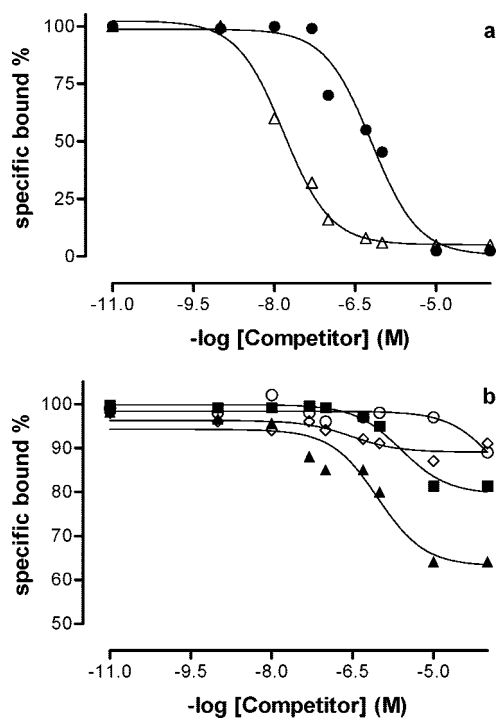 a
100
75
50
25
0
specific bound %
-11.0 -9.5 -8.0 -6.5 -5.0
-log [Competitor] (M)
b
100
90
80
70
60
50
specific bound %
-11.0 -9.5 -8.0 -6.5 -5.0
-log [Competitor] (M)